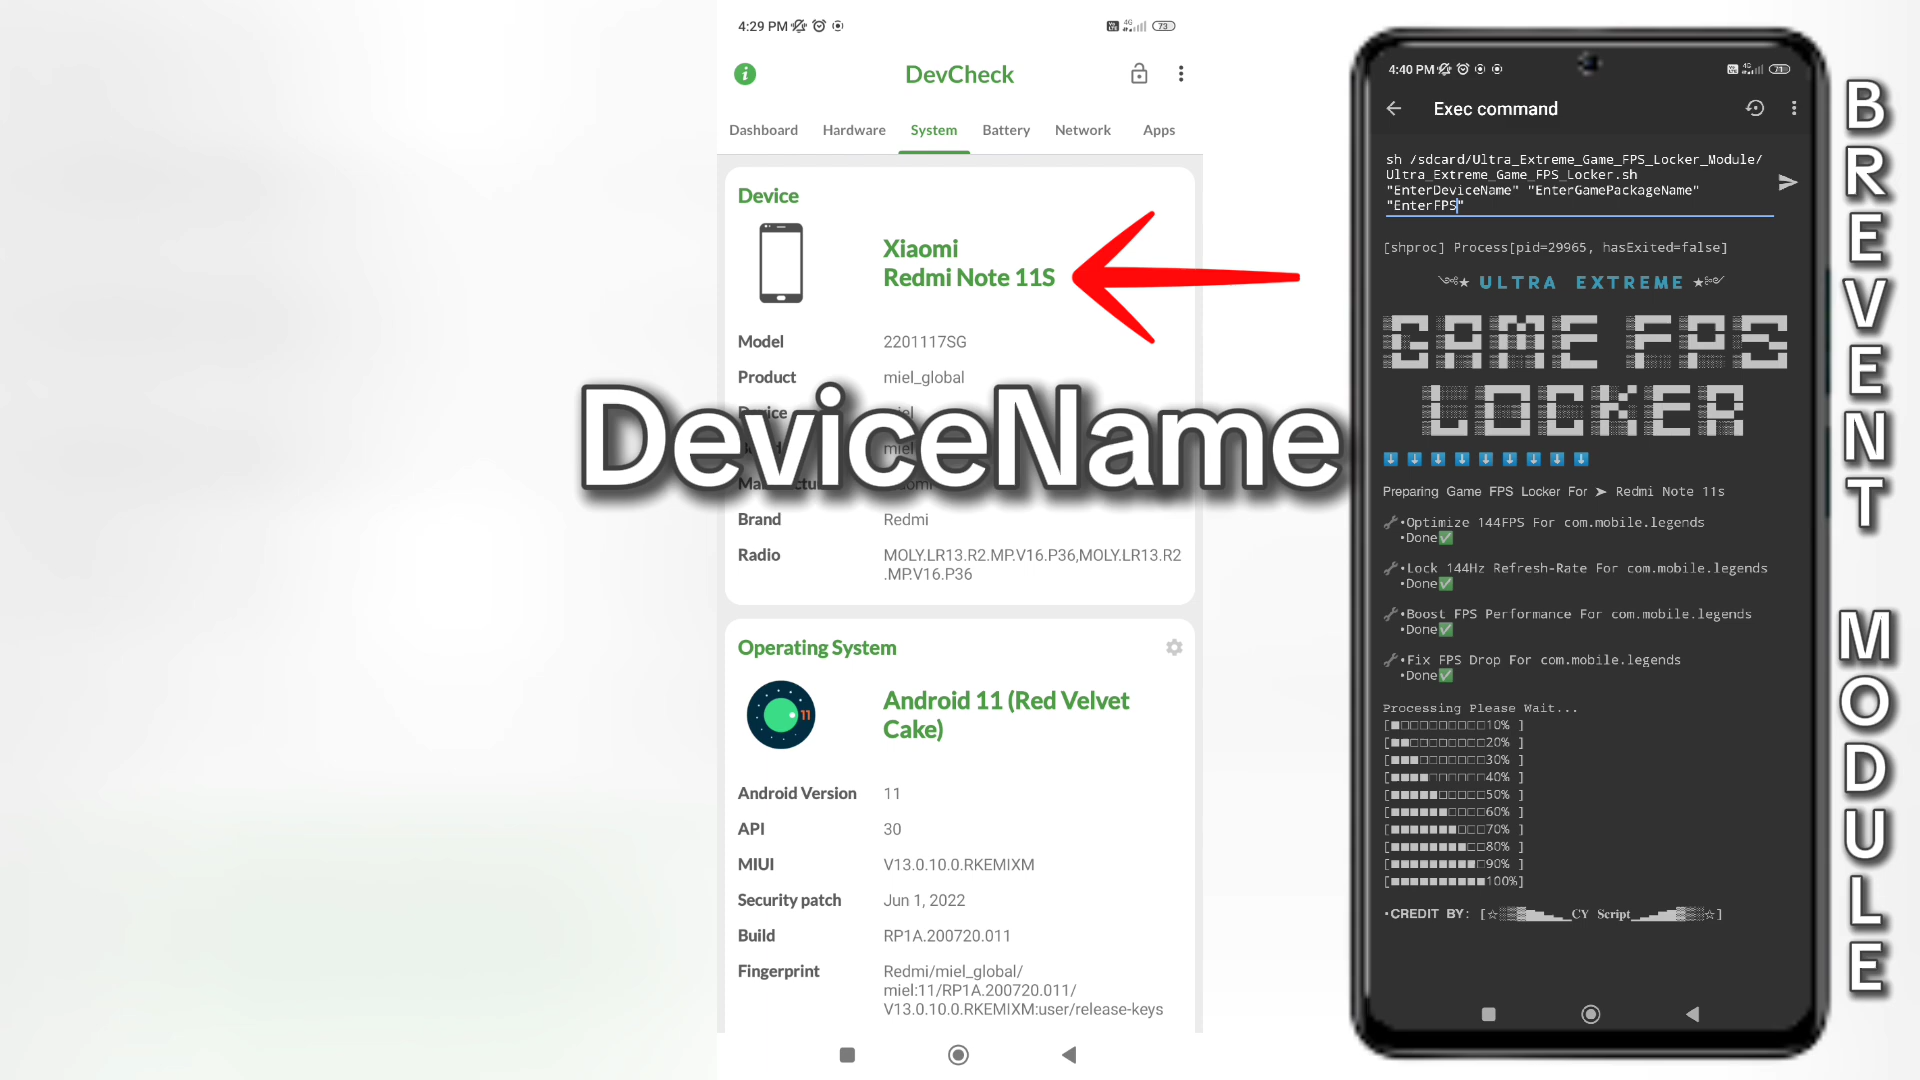 4:29 PM
73
DevCheck
Dashboard Hardware System Battery Network Apps
Device
Xiaomi
Redmi Note 11S
Model 2201117SG
Product miel_global
Device miel
DeviceName
Brand Redmi
Radio MOLY.LR13.R2.MP.V16.P36,MOLY.LR13.R2
.MP.V16.P36
Operating System
11
Android 11 (Red Velvet
Cake)
Android Version 11
API 30
MIUI V13.0.10.0.RKEMIXM
Security patch Jun 1, 2022
Build RP1A.200720.011
Fingerprint Redmi/miel_global/
miel:11/RP1A.200720.011/
V13.0.10.0.RKEMIXM:user/release-keys
4:40 PM
4G
71
Exec command
sh /sdcard/Ultra_Extreme_Game_FPS_Locker_Module/
Ultra_Extreme_Game_FPS_Locker.sh
"EnterDeviceName" "EnterGamePackageName"
"EnterFPS"
[shproc] Process[pid=29965, hasExited=false]
ULTRA EXTREME
GAME FPS
LOCKER
Preparing Game FPS Locker For ➤ Redmi Note 11s
•Optimize 144FPS For com.mobile.legends
•Done✅
•Lock 144Hz Refresh-Rate For com.mobile.legends
•Done✅
•Boost FPS Performance For com.mobile.legends
•Done✅
•Fix FPS Drop For com.mobile.legends
•Done✅
Processing Please Wait...
[■□□□□□□□□□10% ]
[■■□□□□□□□□20% ]
[■■■□□□□□□□30% ]
[■■■■□□□□□□40% ]
[■■■■■□□□□□50% ]
[■■■■■■□□□□60% ]
[■■■■■■■□□□70% ]
[■■■■■■■■□□80% ]
[■■■■■■■■■□90% ]
[■■■■■■■■■■100%]
•CREDIT BY: [☆░▒▓▅▄▃▂_CY Script_▂▃▄▅▓▒░☆]
BREVENT MODULE